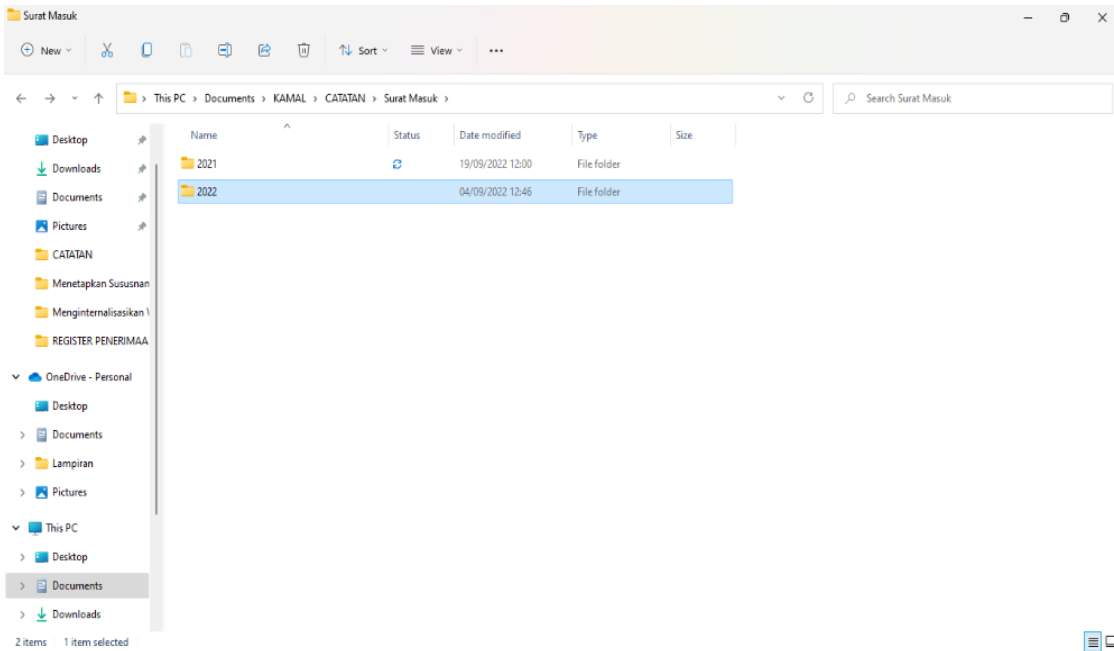 Surat Masuk
New Sort View ...
This PC > Documents > KAMAL > CATATAN > Surat Masuk >
Search Surat Masuk
Name Status Date modified Type Size
2021 19/09/2022 12:00 File folder
2022 04/09/2022 12:46 File folder
Desktop
Downloads
Documents
Pictures
CATATAN
Menetapkan Sususnan
Menginternalisasikan
REGISTER PENERIMAA
OneDrive - Personal
Desktop
Documents
Lampiran
Pictures
This PC
Desktop
Documents
Downloads
2 items 1 item selected